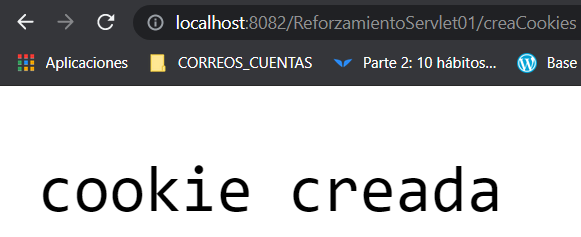 localhost:8082/ReforzamientoServlet01/creaCookies
Aplicaciones CORREOS_CUENTAS Parte 2: 10 hábitos... Base
cookie creada